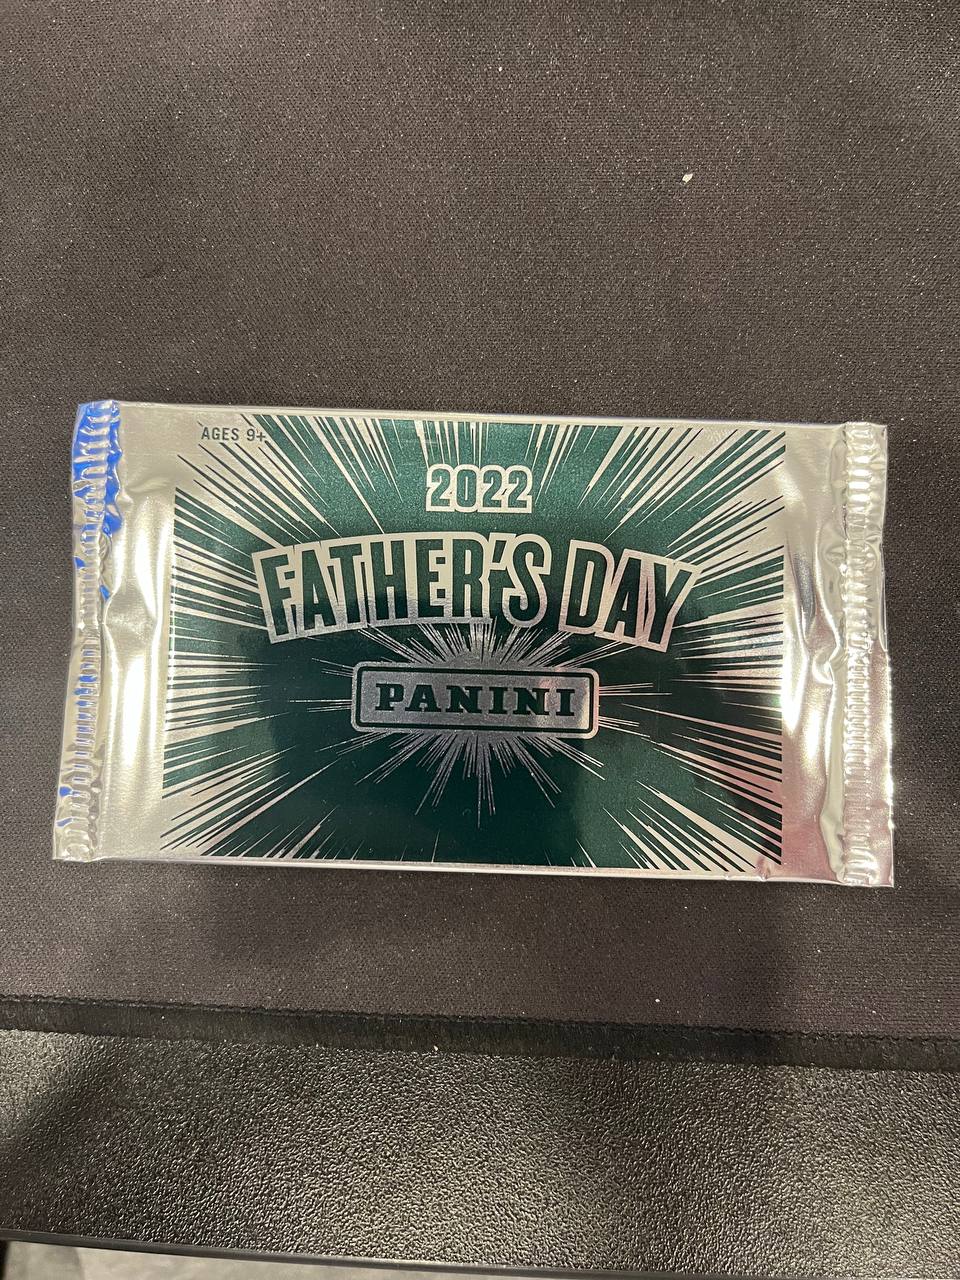 AGES 9+
2022
FATHER'S DAY
PANINI